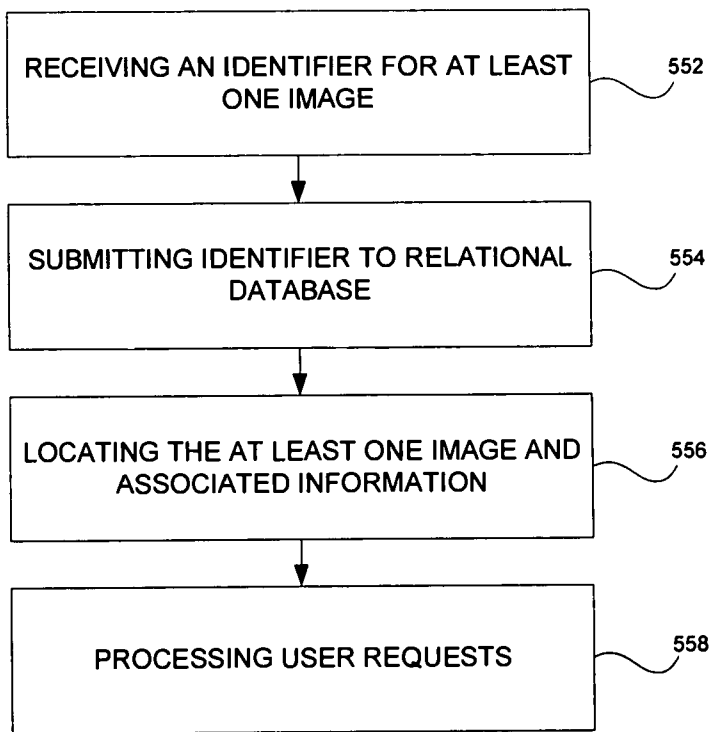 RECEIVING AN IDENTIFIER FOR AT LEAST
ONE IMAGE
552
SUBMITTING IDENTIFIER TO RELATIONAL
DATABASE
554
LOCATING THE AT LEAST ONE IMAGE AND
ASSOCIATED INFORMATION
556
PROCESSING USER REQUESTS
558